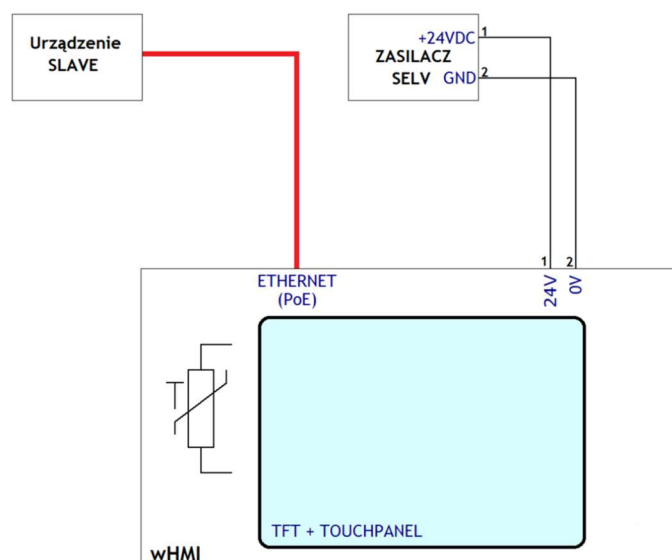 Urządzenie
SLAVE
+24VDC 1
ZASILACZ
SELV GND 2
1 2
ETHERNET
(PoE)
24V 0V
T
TFT + TOUCHPANEL
wHMI